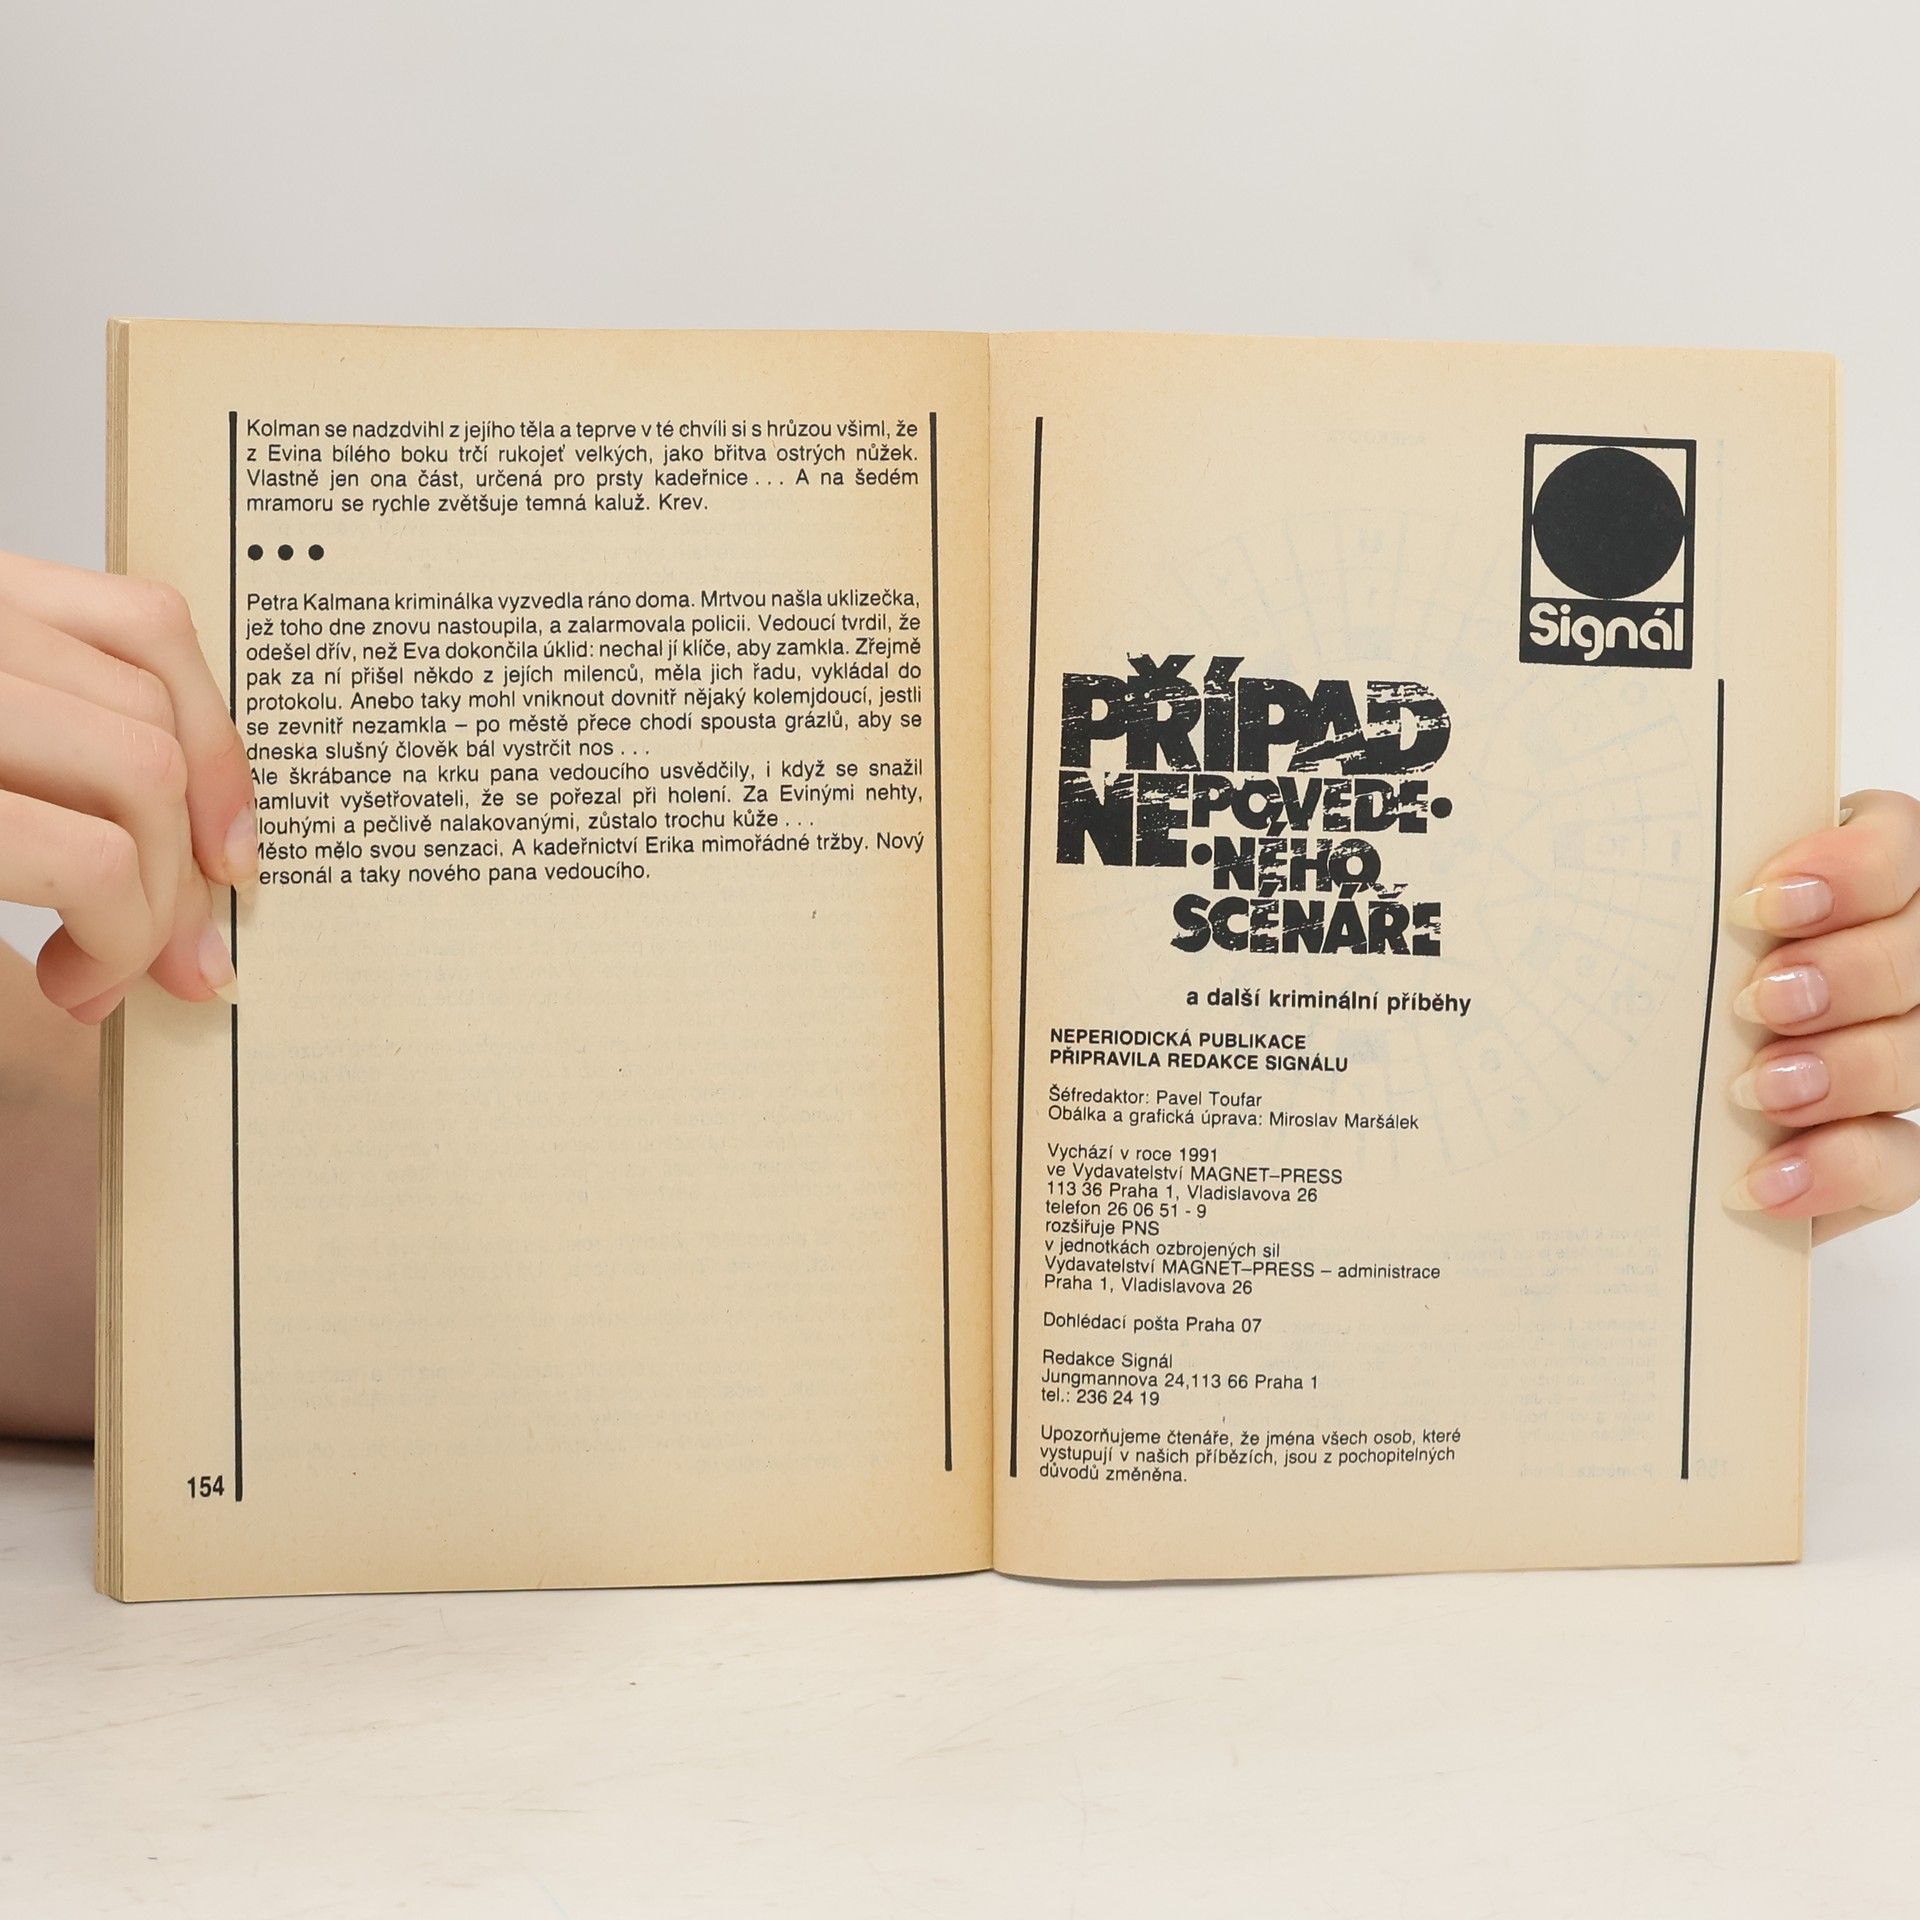 Kolman se nadzdvihl z jejího těla a teprve v té chvíli si s hrůzou všiml, že
z Evina bílého boku trčí rukojeť velkých, jako břitva ostrých nůžek.
Vlastně jen ona část, určená pro prsty kadeřnice . . . A na šedém
mramoru se rychle zvětšuje temná kaluž. Krev.
● ● ●
Petra Kalmana kriminálka vyzvedla ráno doma. Mrtvou našla uklizečka,
jež toho dne znovu nastoupila, a zalarmovala policii. Vedoucí tvrdil, že
odešel dřív, než Eva dokončila úklid: nechal jí klíče, aby zamkla. Zřejmě
pak za ní přišel někdo z jejích milenců, měla jich řadu, vykládal do
protokolu. Anebo taky mohl vniknout dovnitř nějaký kolemjdoucí, jestli
se zevnitř nezamkla – po městě přece chodí spousta grázlů, aby se
dneska slušný člověk bál vystrčit nos . . .
Ale škrábance na krku pana vedoucího usvědčily, i když se snažil
namluvit vyšetřovateli, že se pořezal při holení. Za Evinými nehty,
dlouhými a pečlivě nalakovanými, zůstalo trochu kůže . . .
Město mělo svou senzaci. A kadeřnictví Erika mimořádné tržby. Nový
personál a taky nového pana vedoucího.
154
Signál
PŘÍPAD
NEPOVEDE•
•NÉHO
SCÉNÁŘE
a další kriminální příběhy
NEPERIODICKÁ PUBLIKACE
PŘIPRAVILA REDAKCE SIGNÁLU
Šéfredaktor: Pavel Toufar
Obálka a grafická úprava: Miroslav Maršálek
Vychází v roce 1991
ve Vydavatelství MAGNET–PRESS
113 36 Praha 1, Vladislavova 26
telefon 26 06 51 - 9
rozšiřuje PNS
v jednotkách ozbrojených sil
Vydavatelství MAGNET–PRESS – administrace
Praha 1, Vladislavova 26
Dohlédací pošta Praha 07
Redakce Signál
Jungmannova 24,113 66 Praha 1
tel.: 236 24 19
Upozorňujeme čtenáře, že jména všech osob, které
vystupují v našich příbězích, jsou z pochopitelných
důvodů změněna.